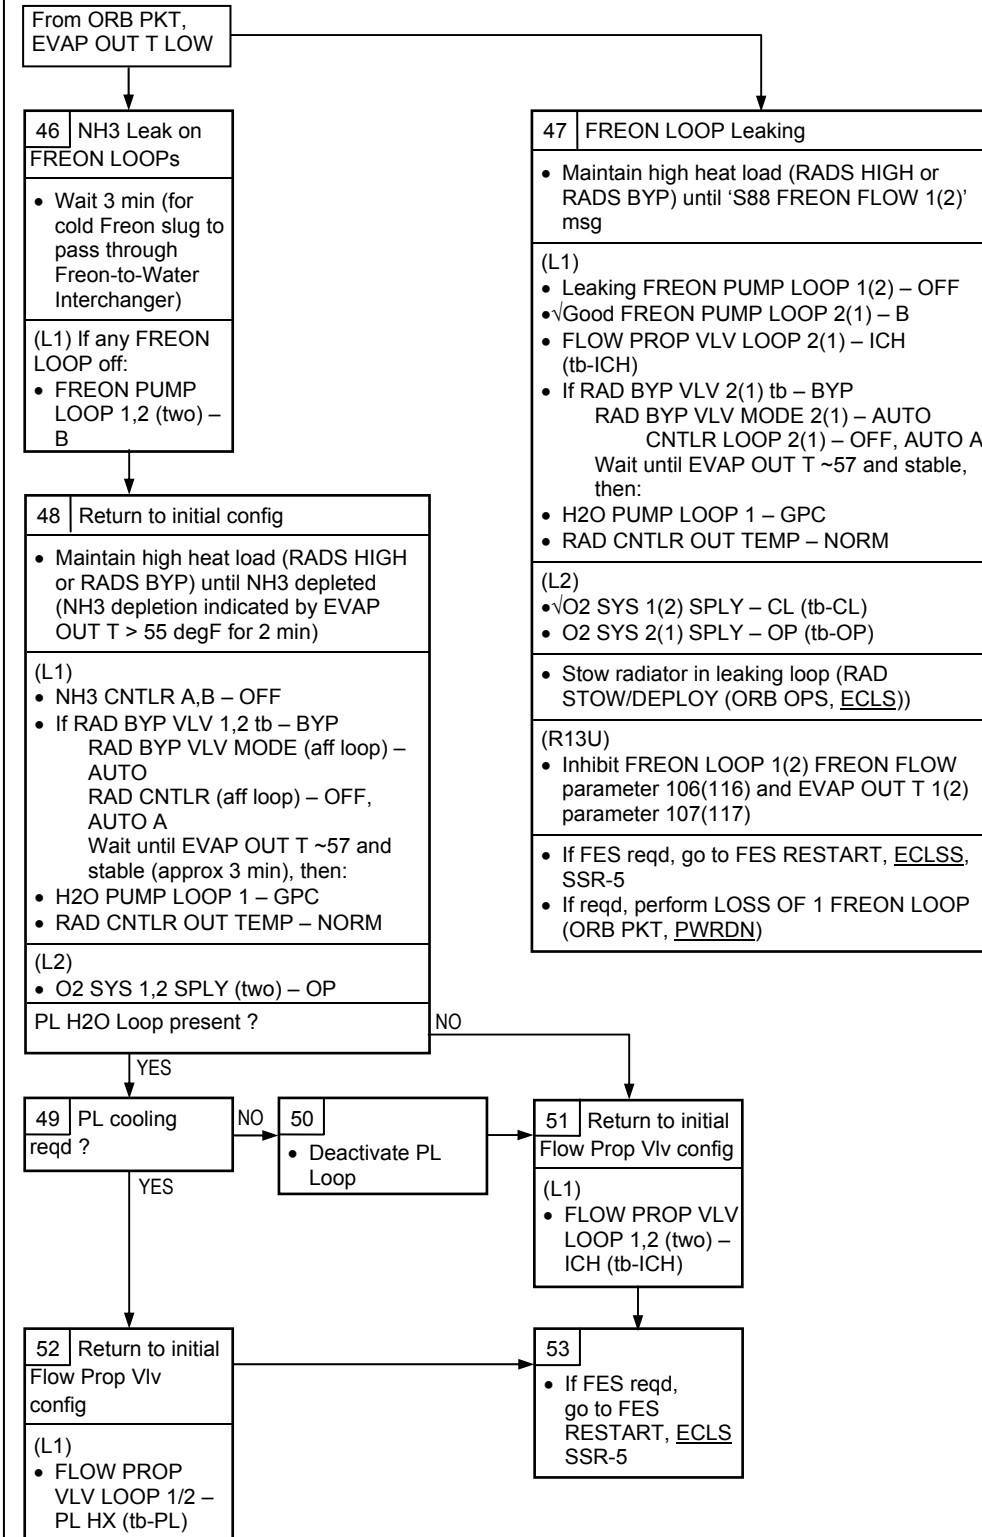 From ORB PKT,
EVAP OUT T LOW
46 NH3 Leak on
FREON LOOPs
• Wait 3 min (for
cold Freon slug to
pass through
Freon-to-Water
Interchanger)
(L1) If any FREON
LOOP off:
• FREON PUMP
LOOP 1,2 (two) –
B
47 FREON LOOP Leaking
• Maintain high heat load (RADS HIGH or
RADS BYP) until ‘S88 FREON FLOW 1(2)’
msg
(L1)
• Leaking FREON PUMP LOOP 1(2) – OFF
•√Good FREON PUMP LOOP 2(1) – B
• FLOW PROP VLV LOOP 2(1) – ICH
(tb-ICH)
• If RAD BYP VLV 2(1) tb – BYP
RAD BYP VLV MODE 2(1) – AUTO
CNTLR LOOP 2(1) – OFF, AUTO A
Wait until EVAP OUT T ~57 and stable,
then:
• H2O PUMP LOOP 1 – GPC
• RAD CNTLR OUT TEMP – NORM
(L2)
•√O2 SYS 1(2) SPLY – CL (tb-CL)
• O2 SYS 2(1) SPLY – OP (tb-OP)
• Stow radiator in leaking loop (RAD
STOW/DEPLOY (ORB OPS, ECLS))
(R13U)
• Inhibit FREON LOOP 1(2) FREON FLOW
parameter 106(116) and EVAP OUT T 1(2)
parameter 107(117)
• If FES reqd, go to FES RESTART, ECLSS,
SSR-5
• If reqd, perform LOSS OF 1 FREON LOOP
(ORB PKT, PWRDN)
48 Return to initial config
• Maintain high heat load (RADS HIGH
or RADS BYP) until NH3 depleted
(NH3 depletion indicated by EVAP
OUT T > 55 degF for 2 min)
(L1)
• NH3 CNTLR A,B – OFF
• If RAD BYP VLV 1,2 tb – BYP
RAD BYP VLV MODE (aff loop) –
AUTO
RAD CNTLR (aff loop) – OFF,
AUTO A
Wait until EVAP OUT T ~57 and
stable (approx 3 min), then:
• H2O PUMP LOOP 1 – GPC
• RAD CNTLR OUT TEMP – NORM
(L2)
• O2 SYS 1,2 SPLY (two) – OP
PL H2O Loop present ?
NO
YES
49 PL cooling
reqd ?
NO
YES
50
• Deactivate PL
Loop
51 Return to initial
Flow Prop Vlv config
(L1)
• FLOW PROP VLV
LOOP 1,2 (two) –
ICH (tb-ICH)
52 Return to initial
Flow Prop Vlv
config
(L1)
• FLOW PROP
VLV LOOP 1/2 –
PL HX (tb-PL)
53
• If FES reqd,
go to FES
RESTART, ECLS
SSR-5